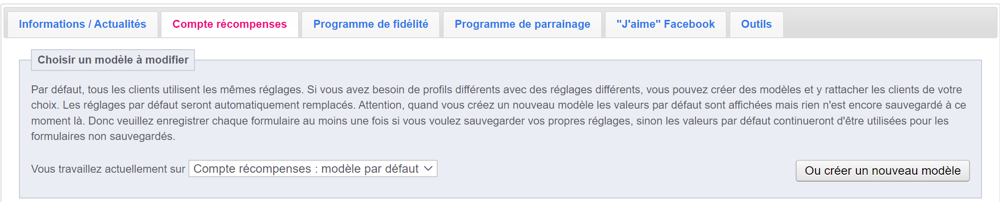 Informations / Actualités Compte récompenses Programme de fidélité Programme de parrainage "J'aime" Facebook Outils
Choisir un modèle à modifier
Par défaut, tous les clients utilisent les mêmes réglages. Si vous avez besoin de profils différents avec des réglages différents, vous pouvez créer des modèles et y rattacher les clients de votre
choix. Les réglages par défaut seront automatiquement remplacés. Attention, quand vous créez un nouveau modèle les valeurs par défaut sont affichées mais rien n'est encore sauvegardé à ce
moment là. Donc veuillez enregistrer chaque formulaire au moins une fois si vous voulez sauvegarder vos propres réglages, sinon les valeurs par défaut continueront d'être utilisées pour les
formulaires non sauvegardés.
Vous travaillez actuellement sur Compte récompenses : modèle par défaut Ou créer un nouveau modèle